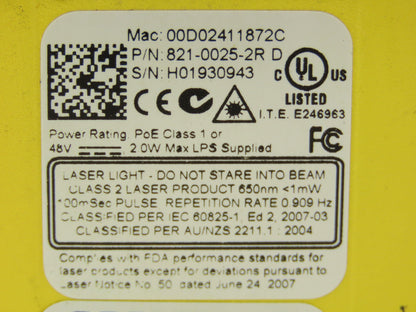 Mac: 00D02411872C
P/N: 821-0025-2R D
S/N: H01930943
C UL US
LISTED
I.T.E. E246963
CE
FC
Power Rating: PoE Class 1 or
48V 2.0W Max LPS Supplied
LASER LIGHT - DO NOT STARE INTO BEAM
CLASS 2 LASER PRODUCT 650nm <1mW
100mSec PULSE, REPETITION RATE 0.909 Hz
CLASSIFIED PER IEC 60825-1, Ed 2, 2007-03
CLASSIFIED PER AU/NZS 2211.1 : 2004
Complies with FDA performance standards for
laser products except for deviations pursuant to
Laser Notice No. 50 dated June 24, 2007